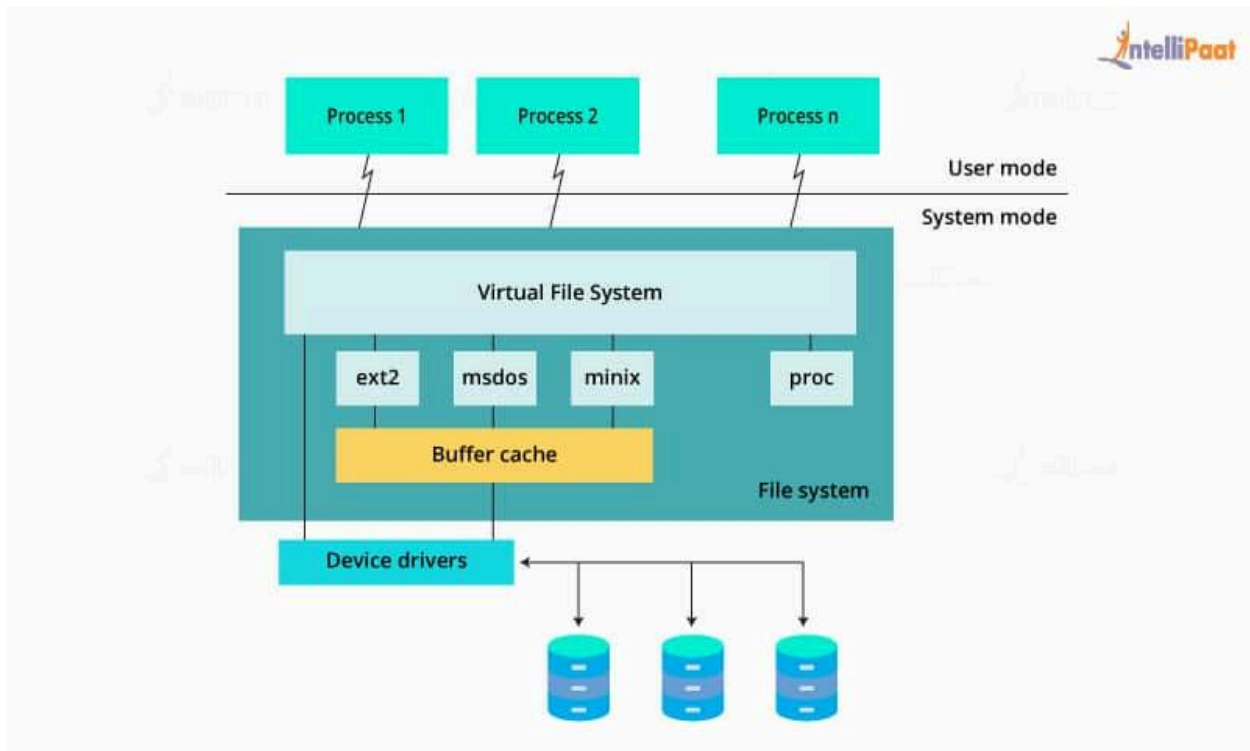 IntelliPaat
Process 1
Process 2
Process n
User mode
System mode
Virtual File System
ext2
msdos
minix
proc
Buffer cache
File system
Device drivers